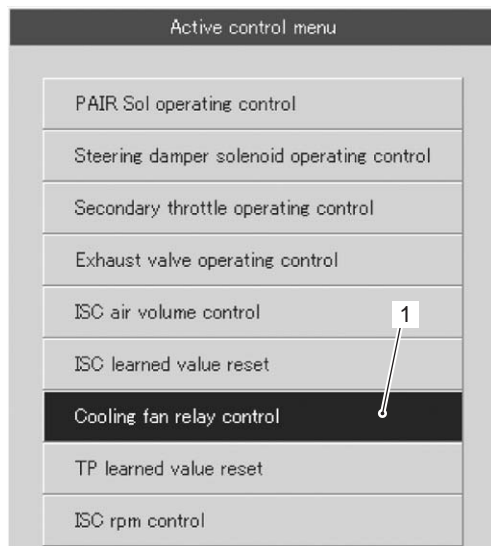 Active control menu
PAIR Sol operating control
Steering damper solenoid operating control
Secondary throttle operating control
Exhaust valve operating control
ISC air volume control
1
ISC learned value reset
Cooling fan relay control
TP learned value reset
ISC rpm control